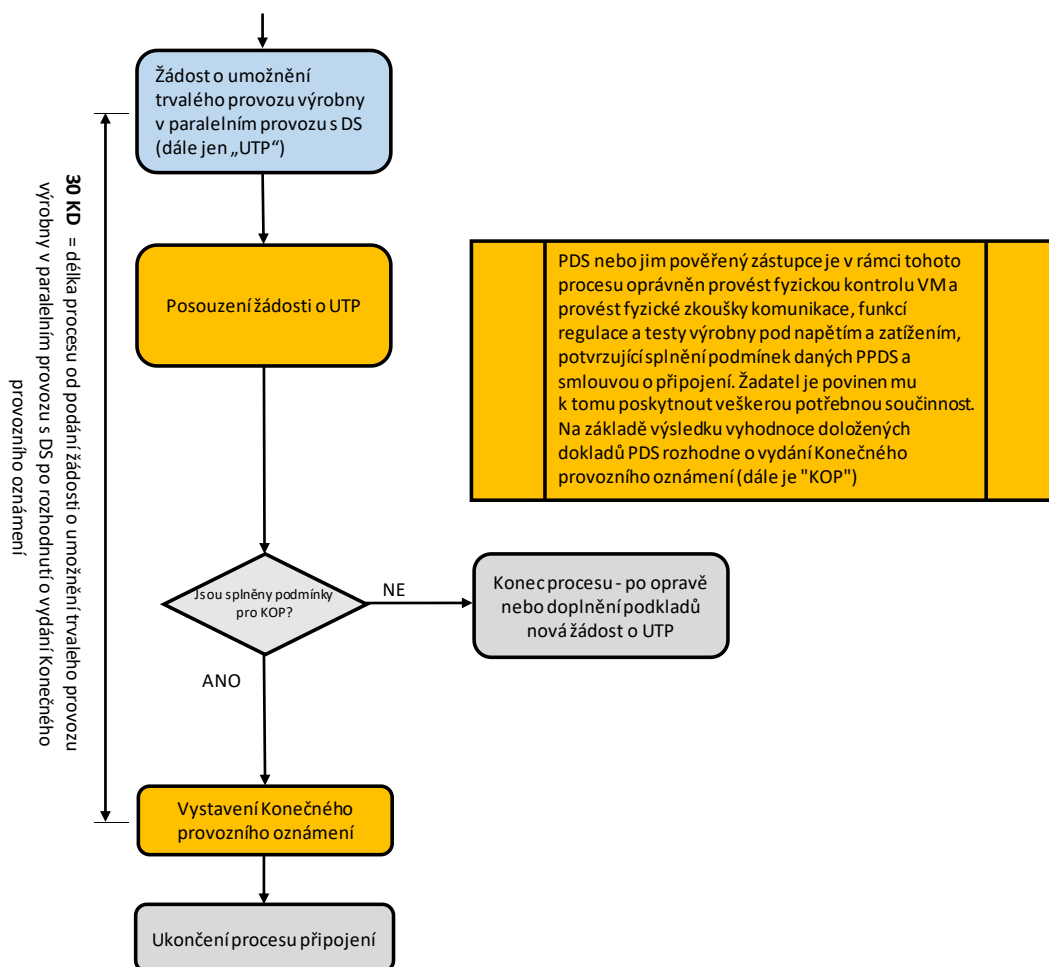 Žádost o umožnění
trvalého provozu výrobny
v paralelním provozu s DS
(dále jen „UTP“)
30 KD = délka procesu od podání žádosti o umožnění trvaleho provozu
výrobny v paralelním provozu s DS po rozhodnutí o vydání Konečného
provozního oznámení
Posouzení žádosti o UTP
PDS nebo jim pověřený zástupce je v rámci tohoto
procesu oprávněn provést fyzickou kontrolu VM a
provést fyzické zkoušky komunikace, funkcí
regulace a testy výrobny pod napětím a zatížením,
potvrzující splnění podmínek daných PPDS a
smlouvou o připojení. Žadatel je povinen mu
k tomu poskytnout veškerou potřebnou součinnost.
Na základě výsledku vyhodnoce doložených
dokladů PDS rozhodne o vydání Konečného
provozního oznámení (dále je "KOP")
Jsou splněny podmínky
pro KOP?
NE
Konec procesu - po opravě
nebo doplnění podkladů
nová žádost o UTP
ANO
Vystavení Konečného
provozního oznámení
Ukončení procesu připojení